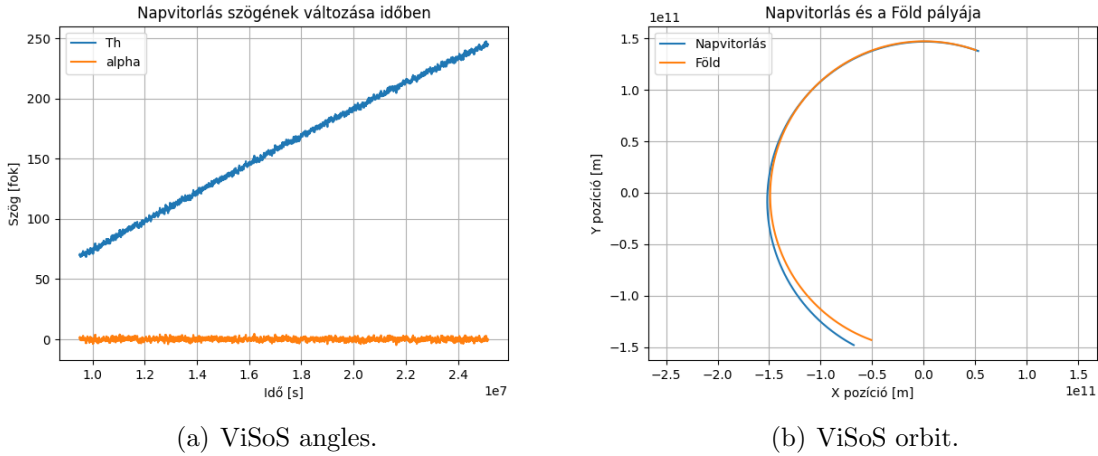 Napvitorlás szögének változása időben
Th
alpha
Szög [fok]
250
200
150
100
50
0
1.0 1.2 1.4 1.6 1.8 2.0 2.2 2.4
1e7
Idő [s]
(a) ViSoS angles.
Napvitorlás és a Föld pályája
1e11
Napvitorlás
Föld
Y pozíció [m]
1.5
1.0
0.5
0.0
−0.5
−1.0
−1.5
−2.5 −2.0 −1.5 −1.0 −0.5 0.0 0.5 1.0 1.5
1e11
X pozíció [m]
(b) ViSoS orbit.